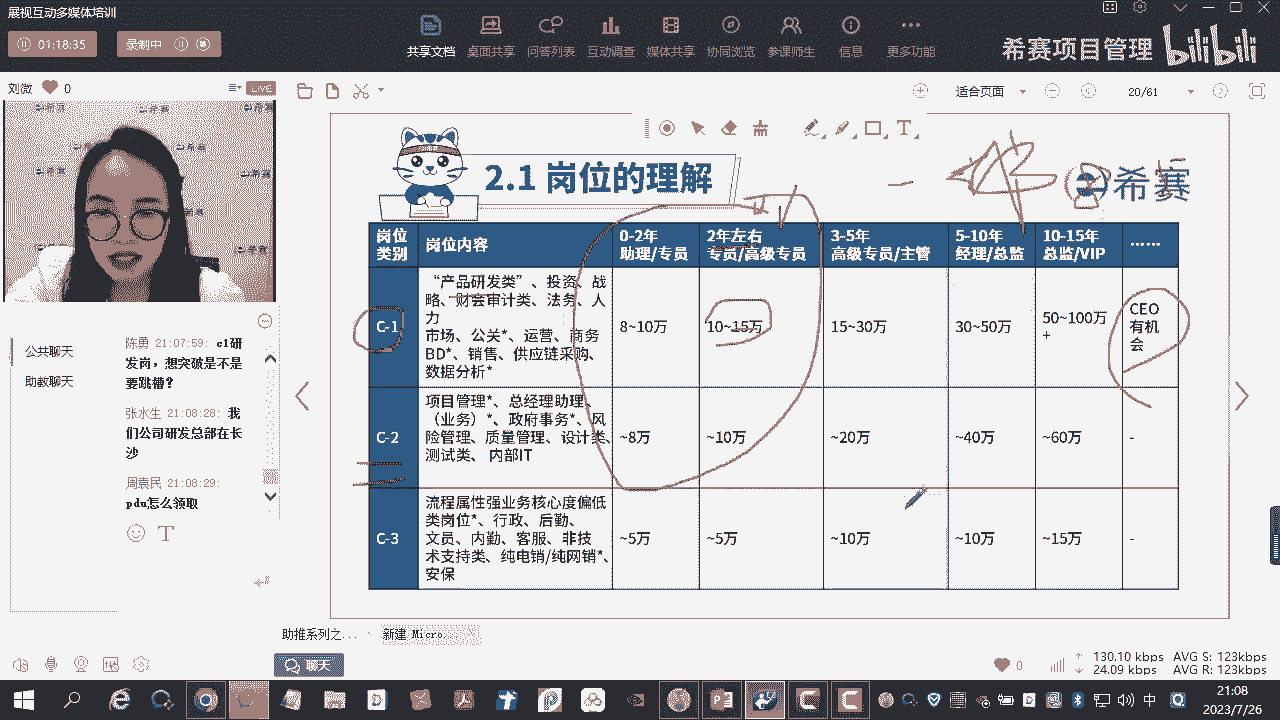 展视互动多媒体培训
01:18:35
录制中
共享文档
桌面共享
问答列表
互动调查
媒体共享
协同浏览
参课师生
信息
更多功能
希赛项目管理
bilibili
刘微
0
LIVE
适合页面
20/61
公共聊天
助教聊天
陈勇 21:07:59: c1研
发岗，想突破是不是
要跳槽？
张水生 21:08:28: 我
们公司研发总部在长
沙
周袁民 21:08:29:
pdu怎么领取
2.1 岗位的理解
希赛
岗位
类别
岗位内容
0-2年
助理/专员
2年左右
专员/高级专员
3-5年
高级专员/主管
5-10年
经理/总监
10-15年
总监/VIP
……
C-1
“产品研发类”、投资、战
略、财会审计类、法务、人
力
市场、公关*、运营、商务
BD*、销售、供应链采购、
数据分析*
8~10万
10~15万
15~30万
30~50万
50~100万
+
CEO
有机
会
C-2
项目管理*、总经理助理、
（业务）*、政府事务*、风
险管理、质量管理、设计类、
测试类、 内部IT
~8万
~10万
~20万
~40万
~60万
-
C-3
流程属性强业务核心度偏低
类岗位*、行政、后勤、
文员、内勤、客服、非技
术支持类、纯电销/纯网销*、
安保
~5万
~5万
~10万
~10万
~15万
-
助推系列之...
新建 Micro
聊天
0
130.10 kbps AVG S: 123kbps
24.09 kbps AVG R: 123kbps
中
21:08
2023/7/26